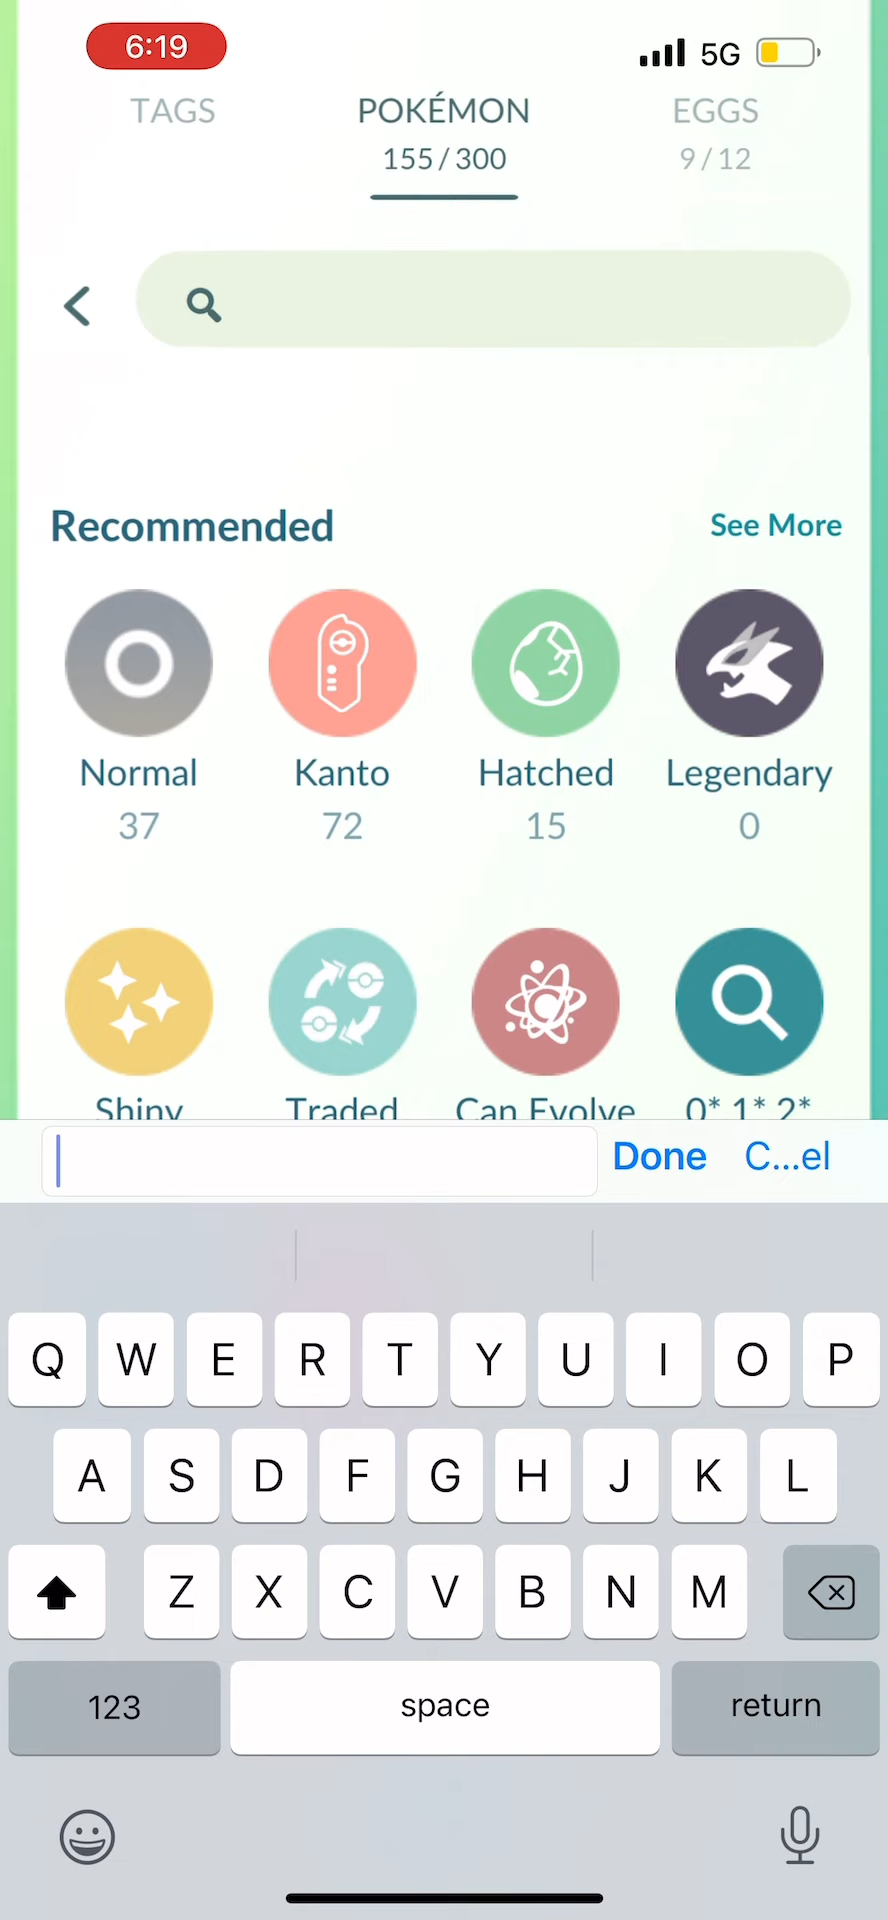 6:19 5G
TAGS POKÉMON EGGS
155 / 300 9 / 12
Recommended See More
Normal Kanto Hatched Legendary
37 72 15 0
Shiny Traded Can Evolve 0* 1* 2*
Done C...el
Q W E R T Y U I O P
A S D F G H J K L
Z X C V B N M
123 space return